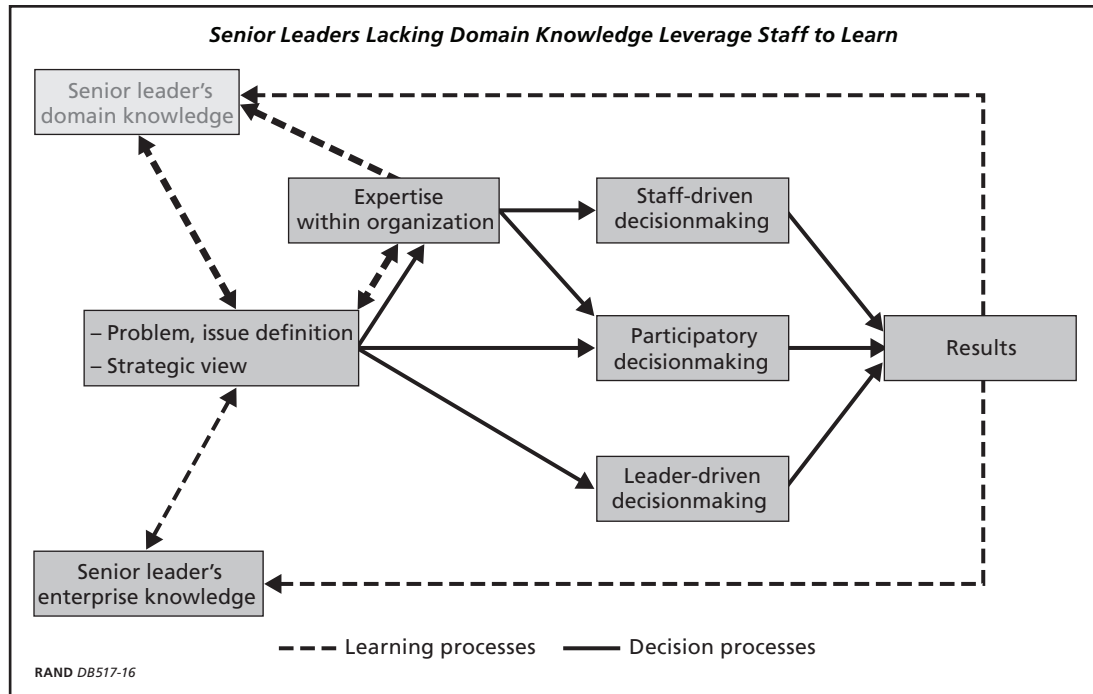 Senior Leaders Lacking Domain Knowledge Leverage Staff to Learn
Senior leader's
domain knowledge
Expertise
within organization
Staff-driven
decisionmaking
– Problem, issue definition
– Strategic view
Participatory
decisionmaking
Results
Leader-driven
decisionmaking
Senior leader's
enterprise knowledge
Learning processes
Decision processes
RAND DB517-16